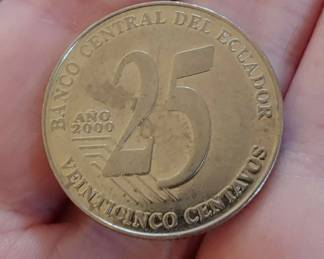 BANCO CENTRAL DEL ECUADOR
25
AÑO
2000
VEINTICINCO CENTAVOS